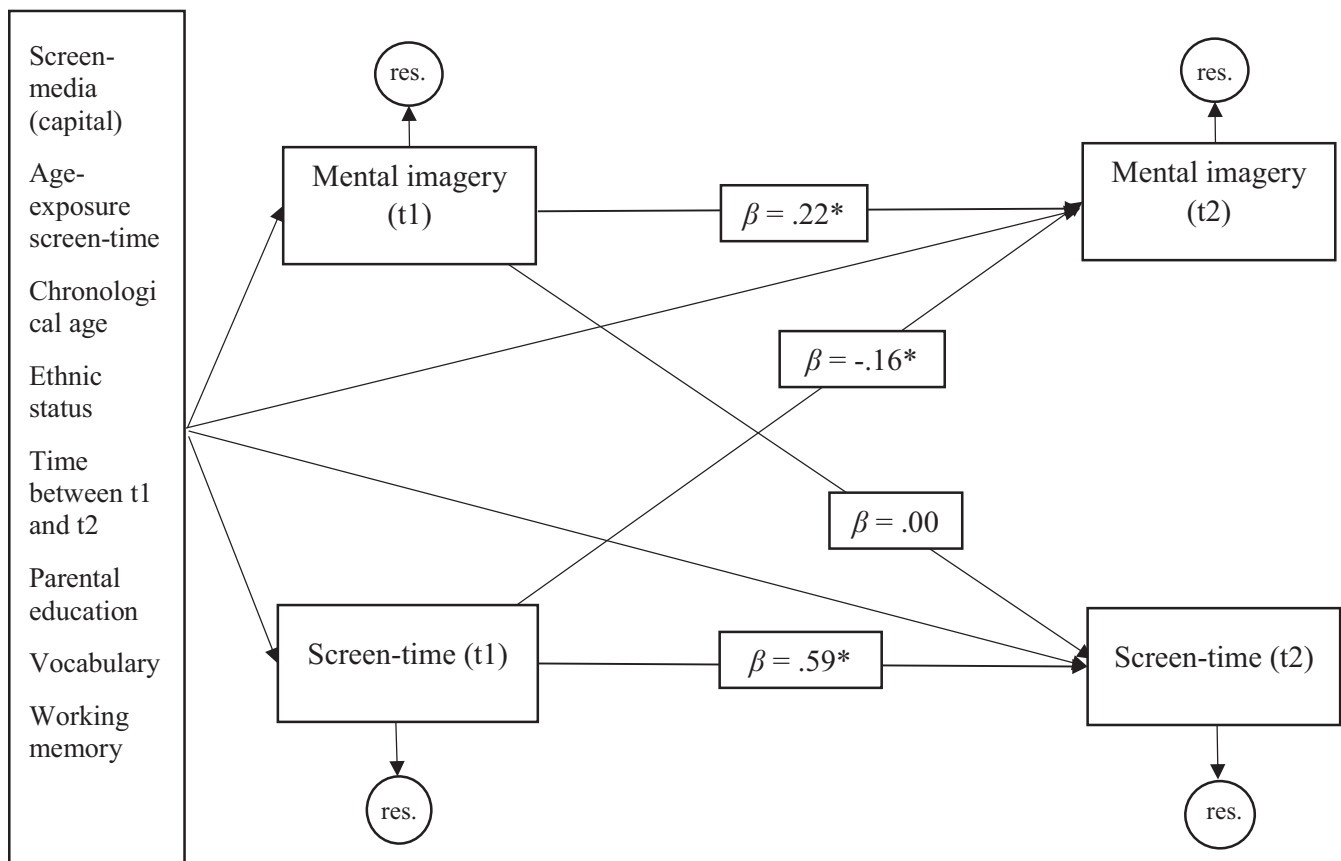 Screen-
media
(capital)
Age-
exposure
screen-time
Chronologi
cal age
Ethnic
status
Time
between t1
and t2
Parental
education
Vocabulary
Working
memory
res.
Mental imagery
(t1)
res.
Mental imagery
(t2)
β = .22*
β = -.16*
β = .00
Screen-time (t1)
β = .59*
Screen-time (t2)
res.
res.